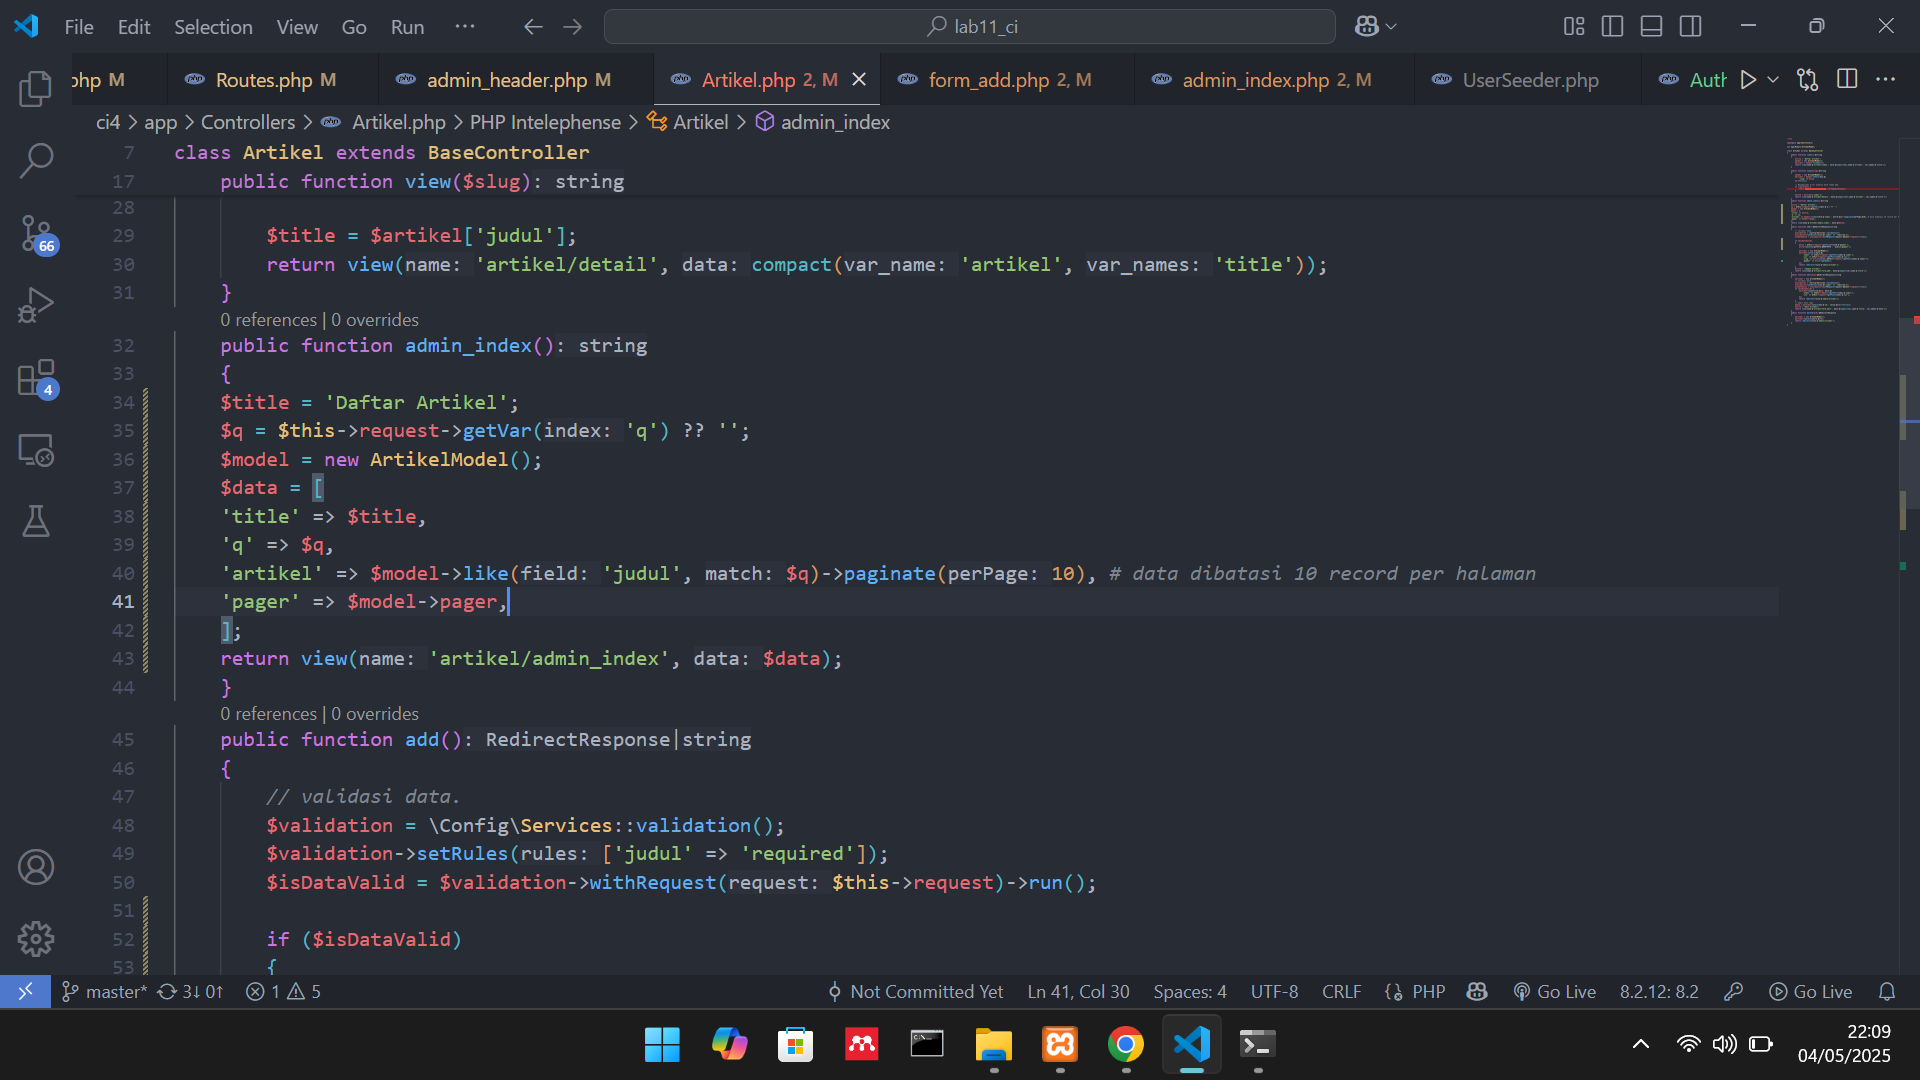 File Edit Selection View Go Run ···
lab11_ci
php M
Routes.php M
admin_header.php M
Artikel.php 2, M
form_add.php 2, M
admin_index.php 2, M
UserSeeder.php
Auth
ci4 > app > Controllers > Artikel.php > PHP Intelephense > Artikel > admin_index
7 class Artikel extends BaseController
17 public function view($slug): string
28
29 $title = $artikel['judul'];
30 return view(name: 'artikel/detail', data: compact(var_name: 'artikel', var_names: 'title'));
31 }
0 references | 0 overrides
32 public function admin_index(): string
33 {
34 $title = 'Daftar Artikel';
35 $q = $this->request->getVar(index: 'q') ?? '';
36 $model = new ArtikelModel();
37 $data = [
38 'title' => $title,
39 'q' => $q,
40 'artikel' => $model->like(field: 'judul', match: $q)->paginate(perPage: 10), # data dibatasi 10 record per halaman
41 'pager' => $model->pager,
42 ];
43 return view(name: 'artikel/admin_index', data: $data);
44 }
0 references | 0 overrides
45 public function add(): RedirectResponse|string
46 {
47 // validasi data.
48 $validation = \Config\Services::validation();
49 $validation->setRules(rules: ['judul' => 'required']);
50 $isDataValid = $validation->withRequest(request: $this->request)->run();
51
52 if ($isDataValid)
53 {
66
4
master* 3↓ 0↑ 1 5
Not Committed Yet Ln 41, Col 30 Spaces: 4 UTF-8 CRLF PHP Go Live 8.2.12: 8.2 Go Live
22:09
04/05/2025